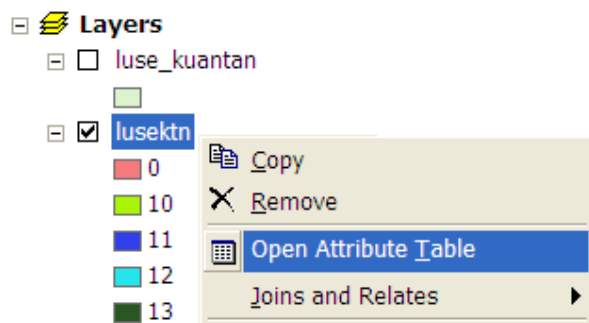 Layers
luse_kuantan
lusektn
Copy
0
Remove
10
11
Open Attribute Table
12
Joins and Relates
13